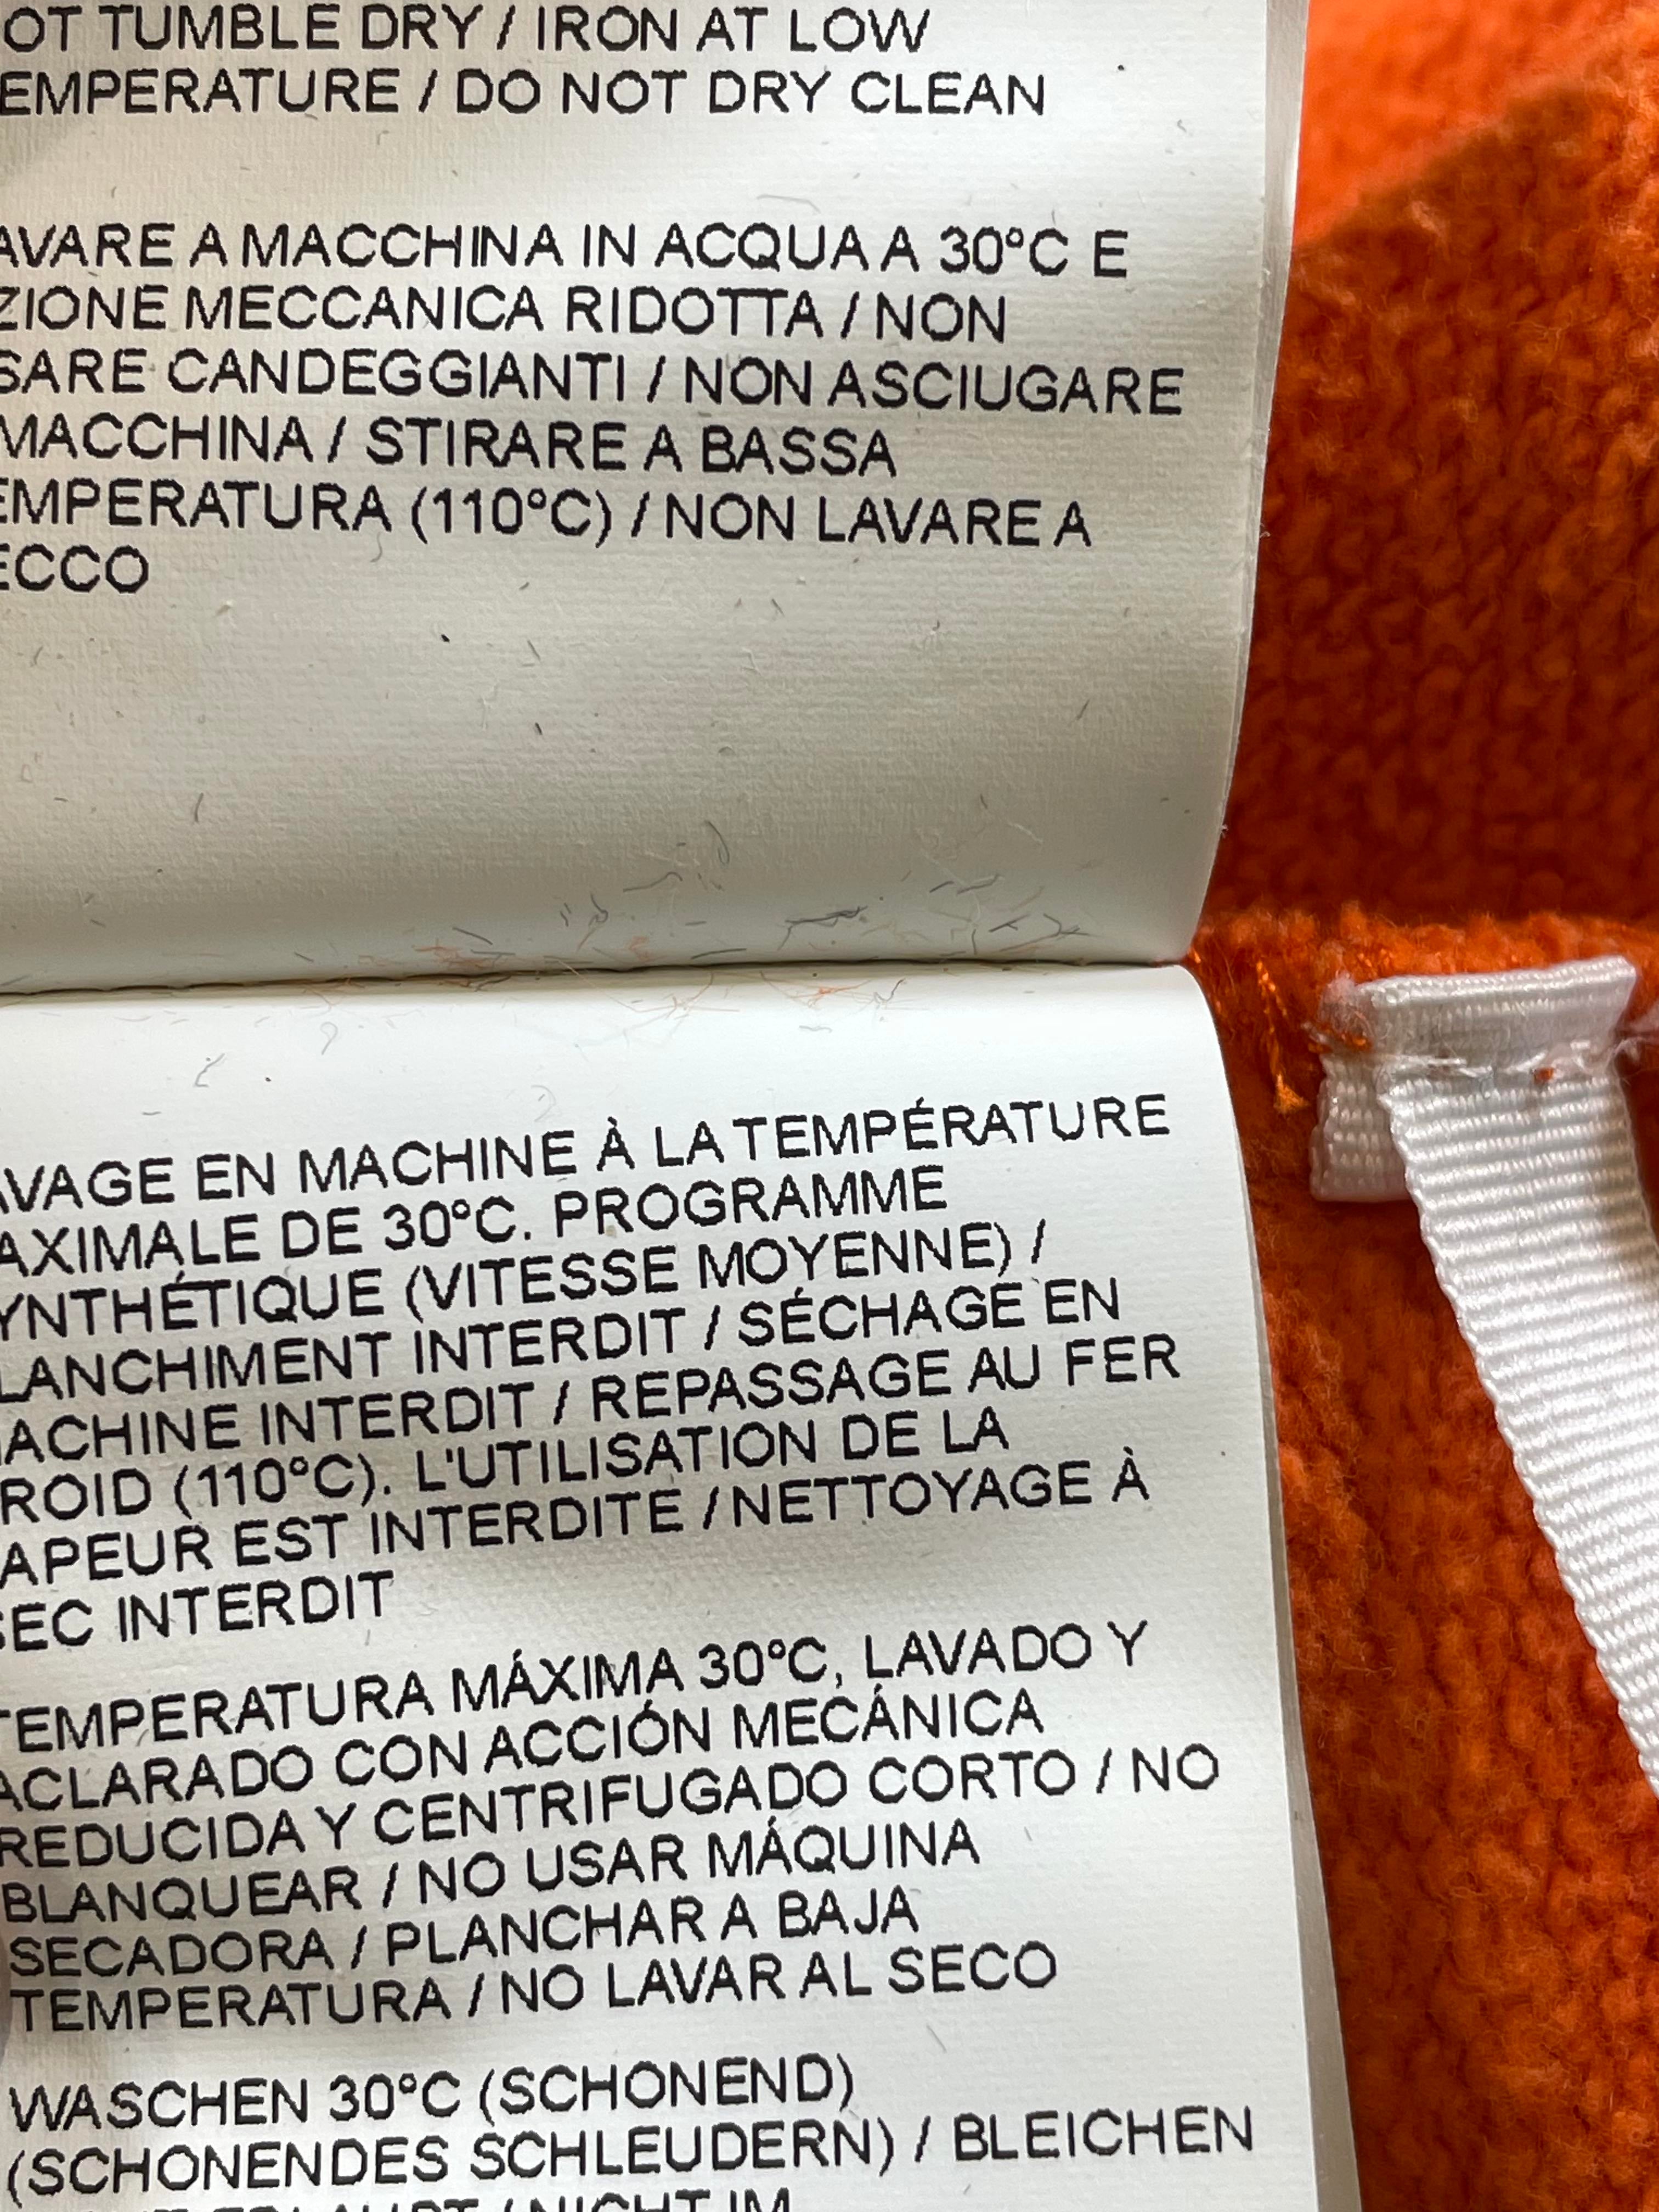 OT TUMBLE DRY / IRON AT LOW
EMPERATURE / DO NOT DRY CLEAN
AVARE A MACCHINA IN ACQUA A 30°C E
ZIONE MECCANICA RIDOTTA / NON
SARE CANDEGGIANTI / NON ASCIUGARE
MACCHINA / STIRARE A BASSA
EMPERATURA (110°C) / NON LAVARE A
ECCO
AVAGE EN MACHINE À LA TEMPÉRATURE
AXIMALE DE 30°C. PROGRAMME
YNTHÉTIQUE (VITESSE MOYENNE) /
LANCHIMENT INTERDIT / SÉCHAGE EN
ACHINE INTERDIT / REPASSAGE AU FER
ROID (110°C). L'UTILISATION DE LA
APEUR EST INTERDITE / NETTOYAGE À
SEC INTERDIT
TEMPERATURA MÁXIMA 30°C, LAVADO Y
ACLARADO CON ACCIÓN MECÁNICA
REDUCIDA Y CENTRIFUGADO CORTO / NO
BLANQUEAR / NO USAR MÁQUINA
SECADORA / PLANCHAR A BAJA
TEMPERATURA / NO LAVAR AL SECO
WASCHEN 30°C (SCHONEND)
(SCHONENDES SCHLEUDERN) / BLEICHEN
ERLAUBT / NICHT IM